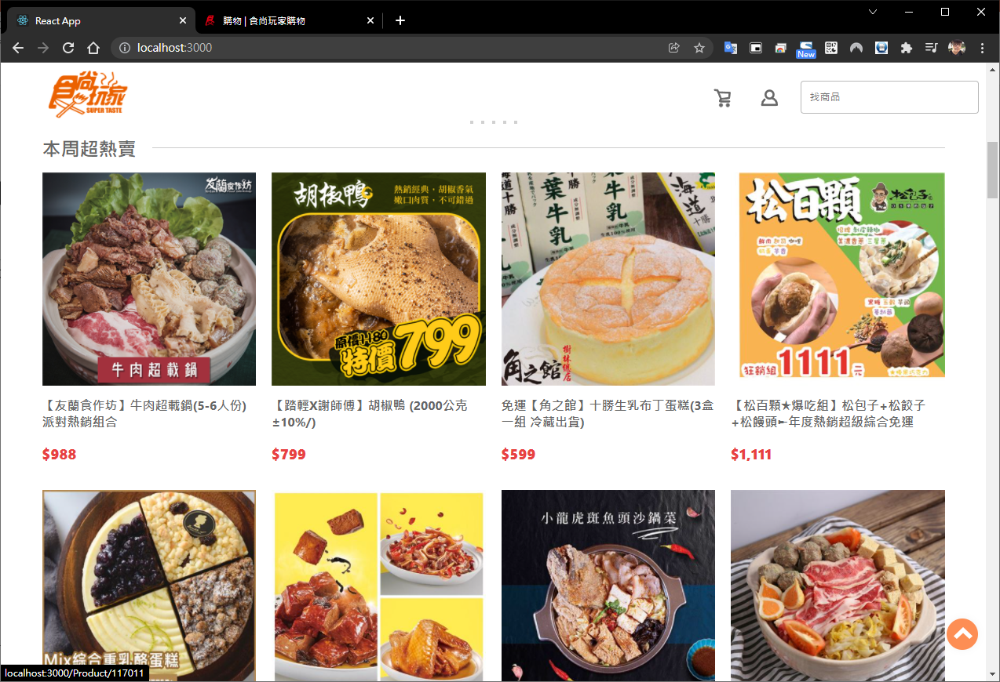 React App
購物 | 食尚玩家購物
localhost:3000
New
食尚玩家
SUPER TASTE
找商品
本周超熱賣
友蘭食作坊
牛肉超載鍋
胡椒鴨
熱銷經典,胡椒香氣
嫩口肉質,不可錯過
原價1180
特價799
角之館
樹林總店
松百顆
松包子
狂銷組1111元
【友蘭食作坊】牛肉超載鍋(5-6人份)
派對熱銷組合
$988
【踏輕X謝師傅】胡椒鴨 (2000公克
±10%/)
$799
免運【角之館】十勝生乳布丁蛋糕(3盒
一組 冷藏出貨)
$599
【松百顆★爆吃組】松包子+松餃子
+松饅頭➸年度熱銷超級綜合免運
$1,111
Mix綜合重乳酪蛋糕
小龍虎斑魚頭沙鍋菜
localhost:3000/Product/117011